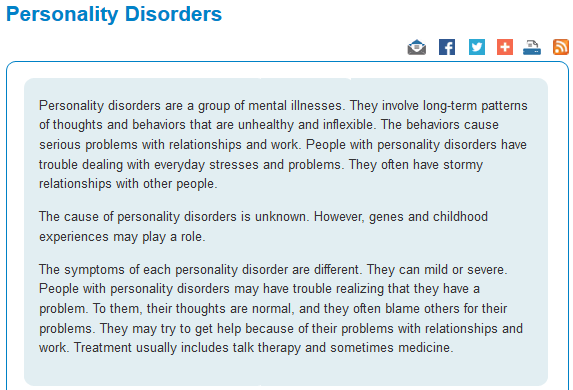 Personality Disorders
Personality disorders are a group of mental illnesses. They involve long-term patterns
of thoughts and behaviors that are unhealthy and inflexible. The behaviors cause
serious problems with relationships and work. People with personality disorders have
trouble dealing with everyday stresses and problems. They often have stormy
relationships with other people.
The cause of personality disorders is unknown. However, genes and childhood
experiences may play a role.
The symptoms of each personality disorder are different. They can mild or severe.
People with personality disorders may have trouble realizing that they have a
problem. To them, their thoughts are normal, and they often blame others for their
problems. They may try to get help because of their problems with relationships and
work. Treatment usually includes talk therapy and sometimes medicine.